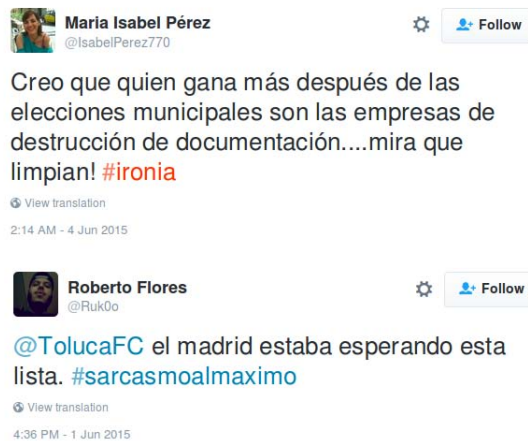 Maria Isabel Pérez
@IsabelPerez770
Follow
Creo que quien gana más después de las
elecciones municipales son las empresas de
destrucción de documentación....mira que
limpian! #ironia
View translation
2:14 AM - 4 Jun 2015
Roberto Flores
@Ruk0o
Follow
@TolucaFC el madrid estaba esperando esta
lista. #sarcasmoalmaximo
View translation
4:36 PM - 1 Jun 2015